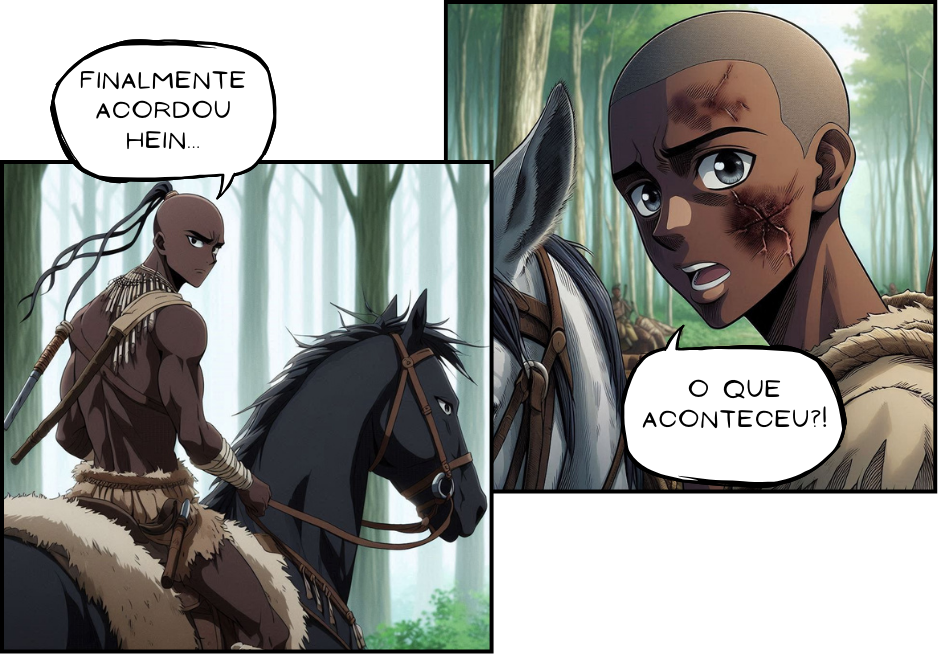 FINALMENTE
ACORDOU
HEIN...
O QUE
ACONTECEU?!